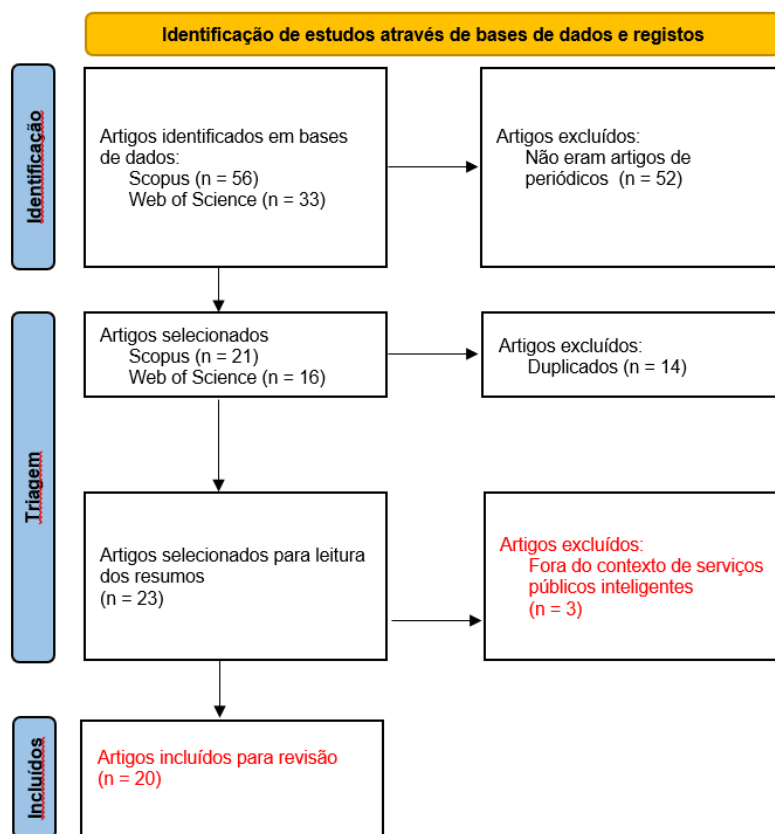 Identificação de estudos através de bases de dados e registos
Identificação
Artigos identificados em bases
de dados:
Scopus (n = 56)
Web of Science (n = 33)
Artigos excluídos:
Não eram artigos de
periódicos (n = 52)
Triagem
Artigos selecionados
Scopus (n = 21)
Web of Science (n = 16)
Artigos excluídos:
Duplicados (n = 14)
Artigos selecionados para leitura
dos resumos
(n = 23)
Artigos excluídos:
Fora do contexto de serviços
públicos inteligentes
(n = 3)
Incluídos
Artigos incluídos para revisão
(n = 20)